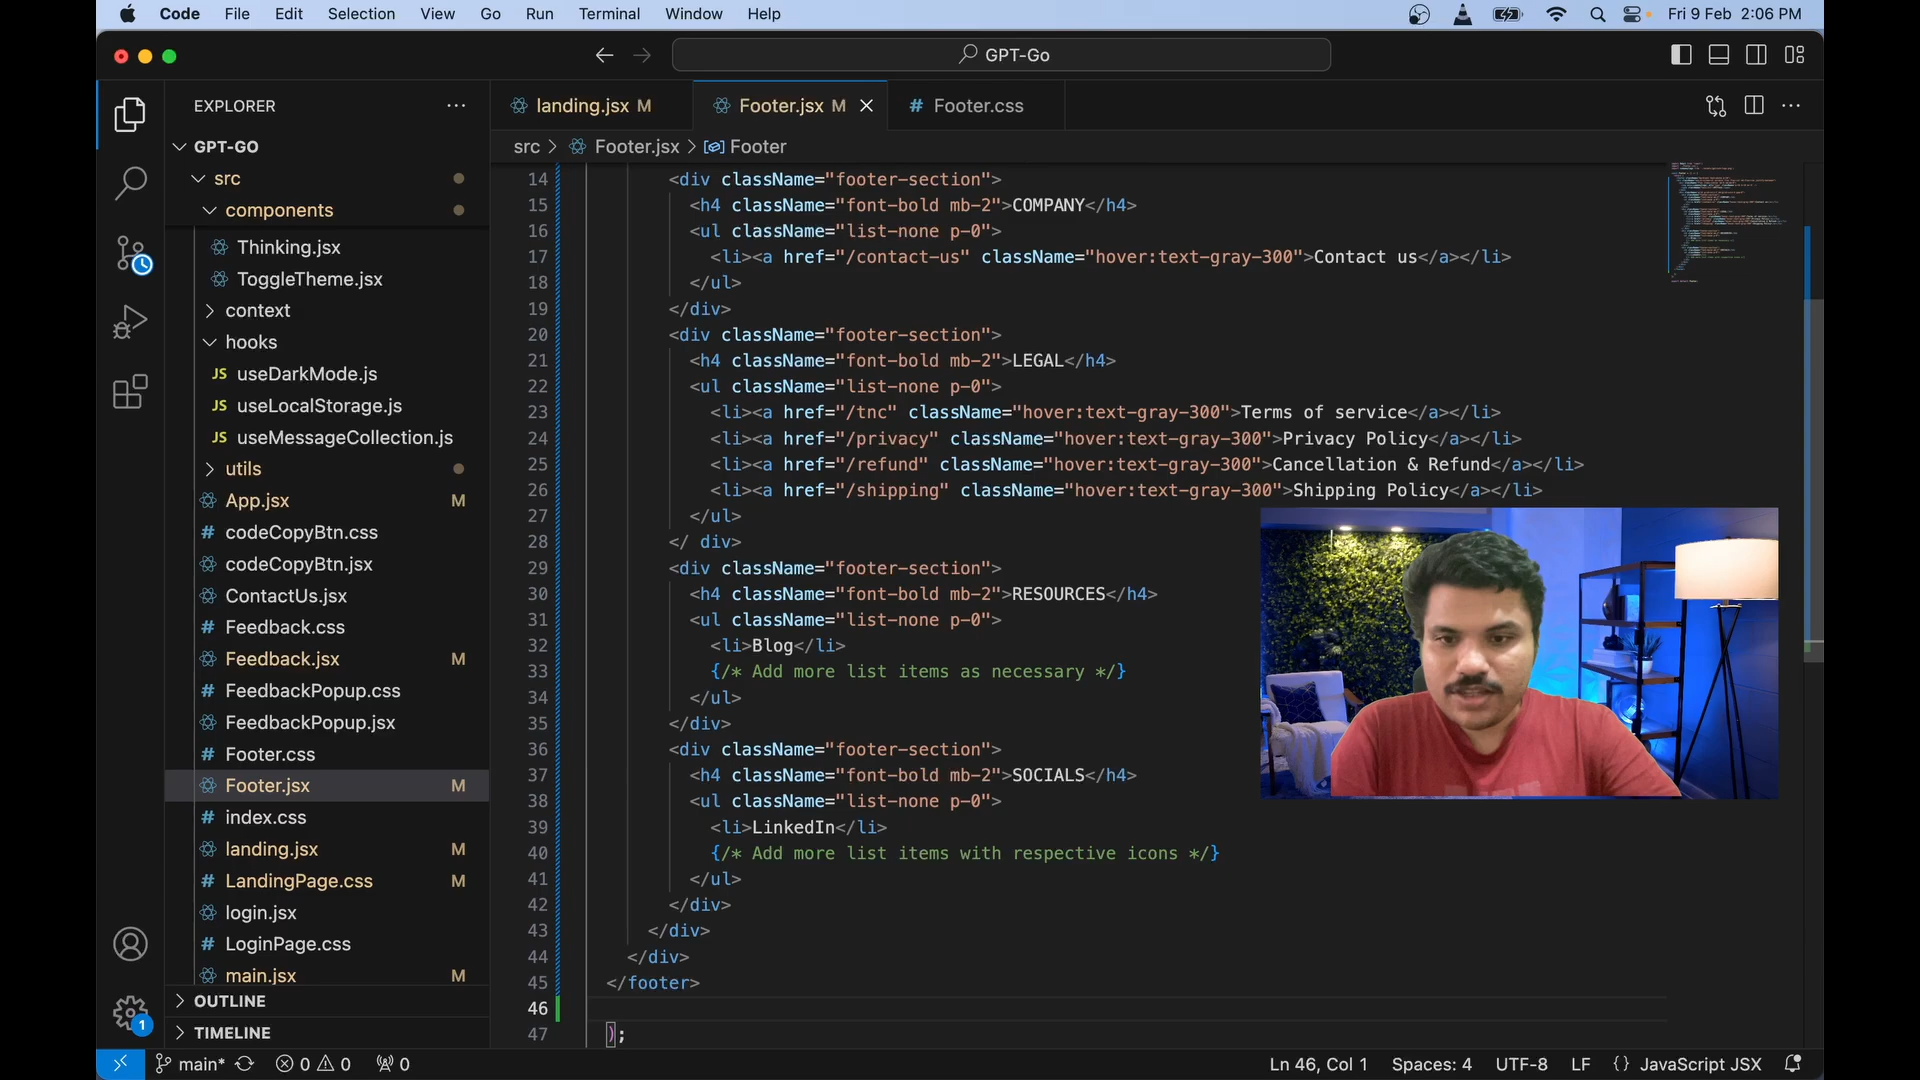 Code File Edit Selection View Go Run Terminal Window Help Fri 9 Feb 2:06 PM
GPT-Go
EXPLORER
landing.jsx M
Footer.jsx M
# Footer.css
GPT-GO
src > Footer.jsx > Footer
src
components
Thinking.jsx
ToggleTheme.jsx
context
hooks
JS useDarkMode.js
JS useLocalStorage.js
JS useMessageCollection.js
utils
App.jsx M
# codeCopyBtn.css
codeCopyBtn.jsx
ContactUs.jsx
# Feedback.css
Feedback.jsx M
# FeedbackPopup.css
FeedbackPopup.jsx
# Footer.css
Footer.jsx M
# index.css
landing.jsx M
# LandingPage.css M
login.jsx
# LoginPage.css
main.jsx M
OUTLINE
TIMELINE
14 <div className="footer-section">
15 <h4 className="font-bold mb-2">COMPANY</h4>
16 <ul className="list-none p-0">
17 <li><a href="/contact-us" className="hover:text-gray-300">Contact us</a></li>
18 </ul>
19 </div>
20 <div className="footer-section">
21 <h4 className="font-bold mb-2">LEGAL</h4>
22 <ul className="list-none p-0">
23 <li><a href="/tnc" className="hover:text-gray-300">Terms of service</a></li>
24 <li><a href="/privacy" className="hover:text-gray-300">Privacy Policy</a></li>
25 <li><a href="/refund" className="hover:text-gray-300">Cancellation & Refund</a></li>
26 <li><a href="/shipping" className="hover:text-gray-300">Shipping Policy</a></li>
27 </ul>
28 </ div>
29 <div className="footer-section">
30 <h4 className="font-bold mb-2">RESOURCES</h4>
31 <ul className="list-none p-0">
32 <li>Blog</li>
33 {/* Add more list items as necessary */}
34 </ul>
35 </div>
36 <div className="footer-section">
37 <h4 className="font-bold mb-2">SOCIALS</h4>
38 <ul className="list-none p-0">
39 <li>LinkedIn</li>
40 {/* Add more list items with respective icons */}
41 </ul>
42 </div>
43 </div>
44 </div>
45 </footer>
46
47 );
1
main* 0 0 0 Ln 46, Col 1 Spaces: 4 UTF-8 LF {} JavaScript JSX